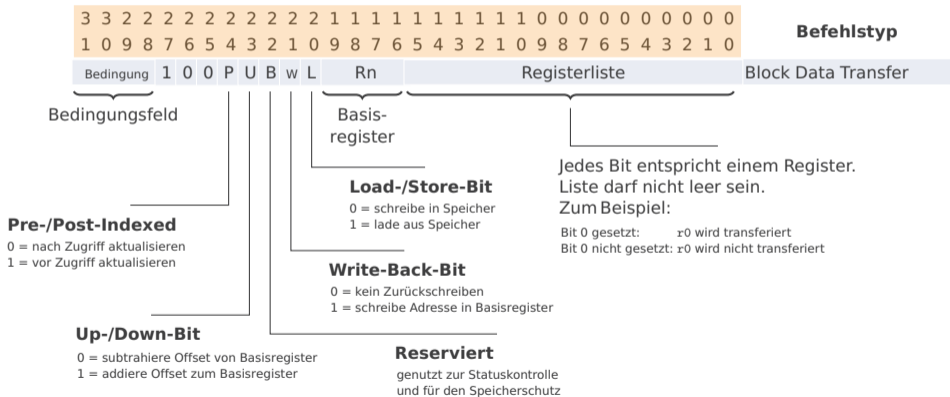 3 3 2 2 2 2 2 2 2 2 2 2 1 1 1 1 1 1 1 1 1 1 0 0 0 0 0 0 0 0 0 0
1 0 9 8 7 6 5 4 3 2 1 0 9 8 7 6 5 4 3 2 1 0 9 8 7 6 5 4 3 2 1 0
Befehlstyp
Bedingung 1 0 0 P U B W L Rn Registerliste Block Data Transfer
Bedingungsfeld
Basis-
register
Jedes Bit entspricht einem Register.
Liste darf nicht leer sein.
Zum Beispiel:
Bit 0 gesetzt: r0 wird transferiert
Bit 0 nicht gesetzt: r0 wird nicht transferiert
Load-/Store-Bit
0 = schreibe in Speicher
1 = lade aus Speicher
Pre-/Post-Indexed
0 = nach Zugriff aktualisieren
1 = vor Zugriff aktualisieren
Write-Back-Bit
0 = kein Zurückschreiben
1 = schreibe Adresse in Basisregister
Up-/Down-Bit
0 = subtrahiere Offset von Basisregister
1 = addiere Offset zum Basisregister
Reserviert
genutzt zur Statuskontrolle
und für den Speicherschutz